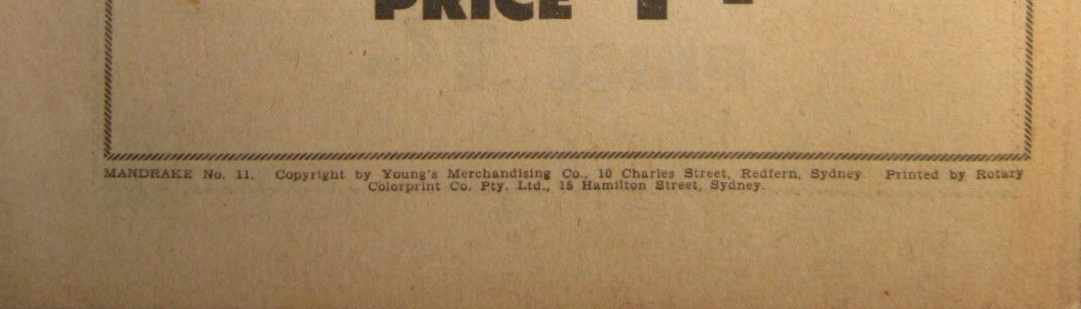 PRICE 1
MANDRAKE No. 11. Copyright by Young's Merchandising Co., 10 Charles Street, Redfern, Sydney. Printed by Rotary
Colorprint Co. Pty. Ltd., 15 Hamilton Street, Sydney.